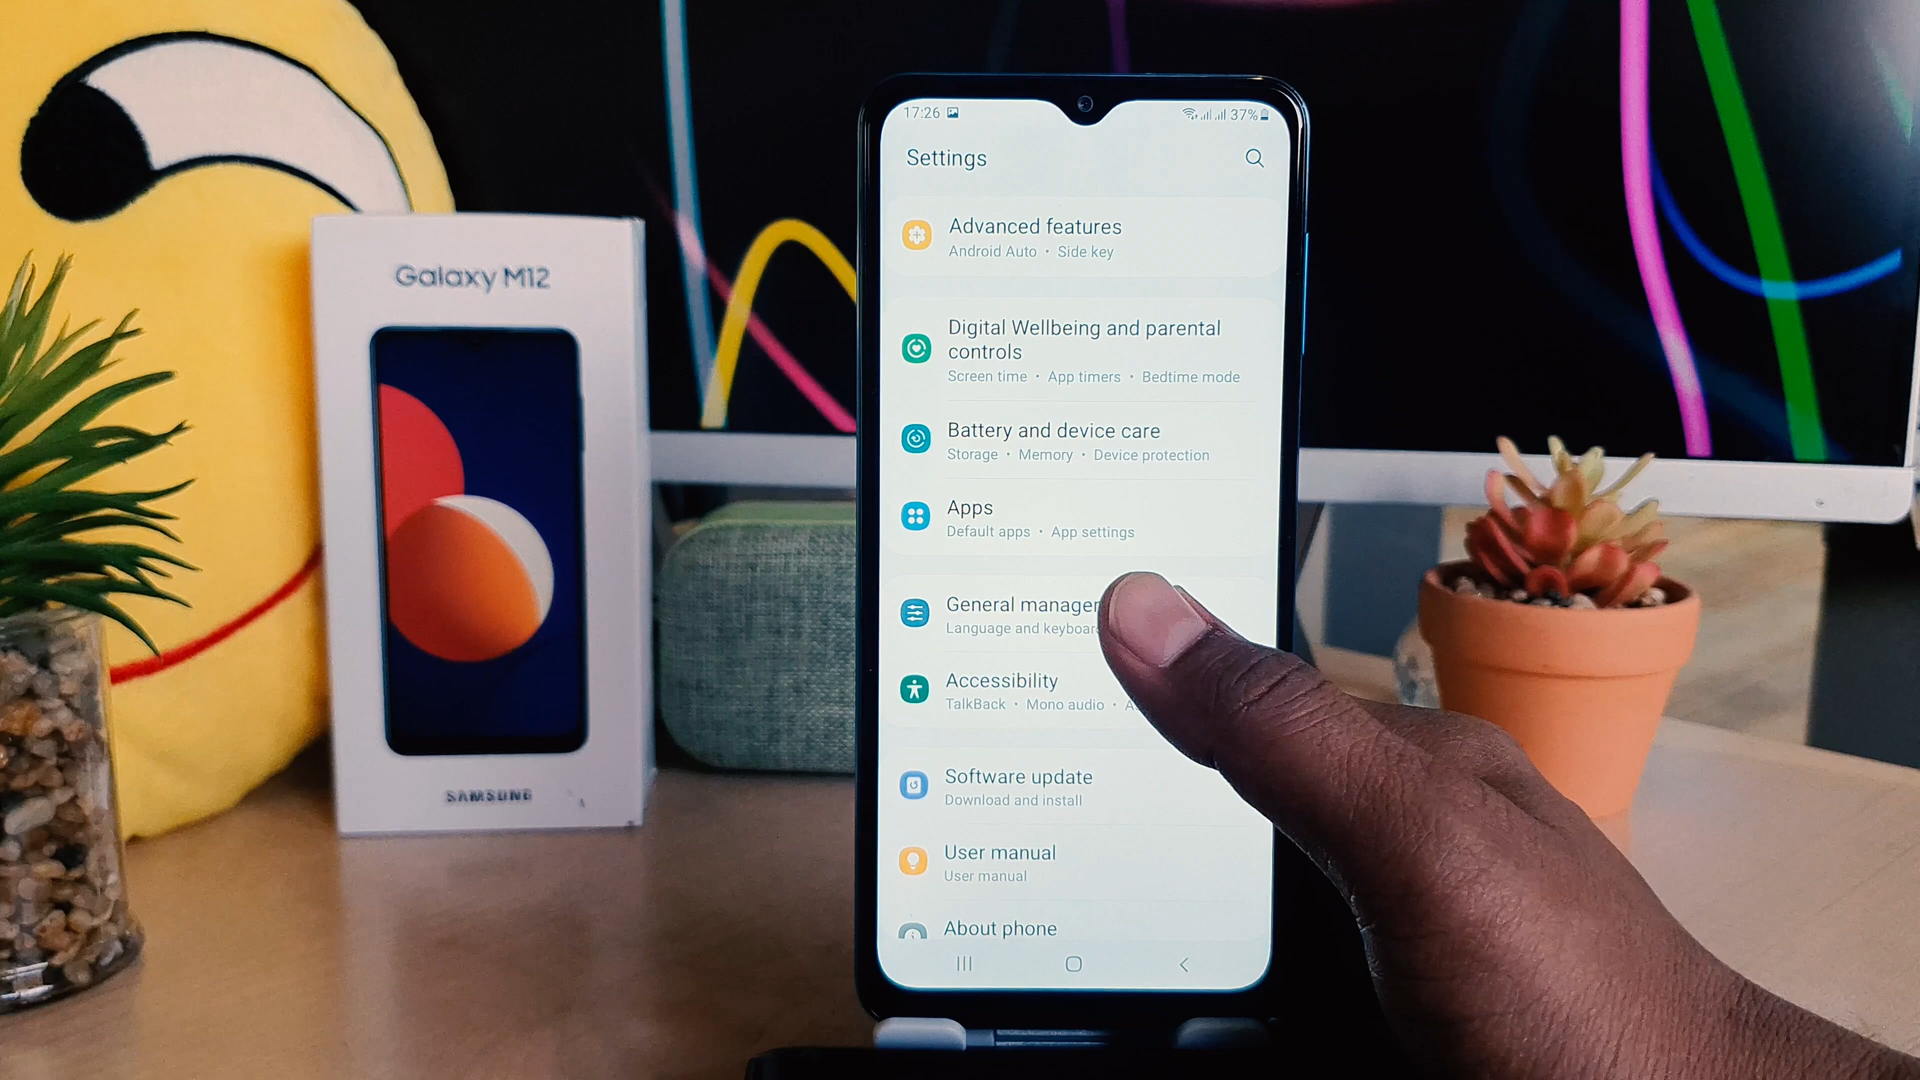 Galaxy M12
SAMSUNG
17:26
37%
Settings
Advanced features
Android Auto • Side key
Digital Wellbeing and parental
controls
Screen time • App timers • Bedtime mode
Battery and device care
Storage • Memory • Device protection
Apps
Default apps • App settings
General manager
Language and keyboar
Accessibility
TalkBack • Mono audio • A
Software update
Download and install
User manual
User manual
About phone